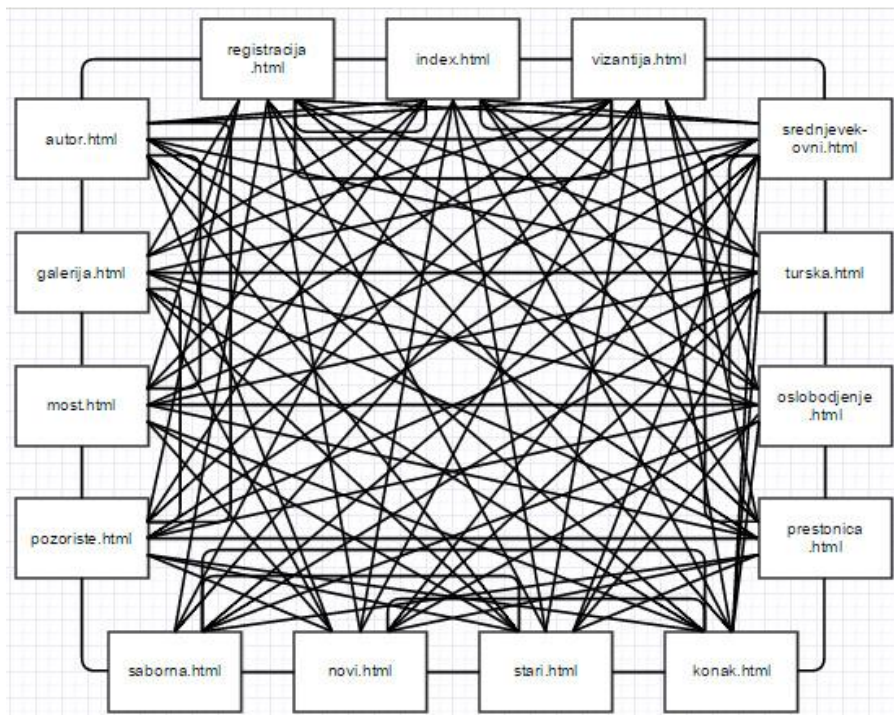 registracija
.html
index.html
vizantija.html
autor.html
srednjevek-
ovni.html
galerija.html
turska.html
most.html
oslobodjenje
.html
pozoriste.html
prestonica
.html
saborna.html
novi.html
stari.html
konak.html